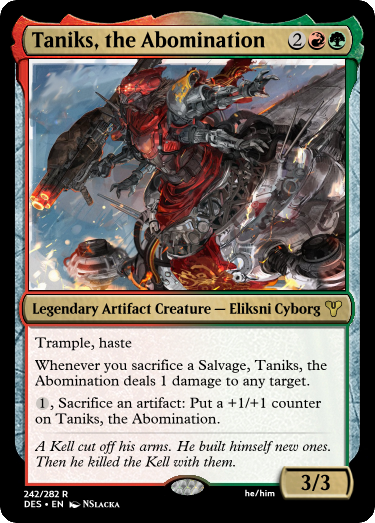 Taniks, the Abomination 2
Legendary Artifact Creature — Eliksni Cyborg
Trample, haste
Whenever you sacrifice a Salvage, Taniks, the
Abomination deals 1 damage to any target.
1, Sacrifice an artifact: Put a +1/+1 counter
on Taniks, the Abomination.
A Kell cut off his arms. He built himself new ones.
Then he killed the Kell with them.
3/3
242/282 R
he/him
DES • EN NSlacka